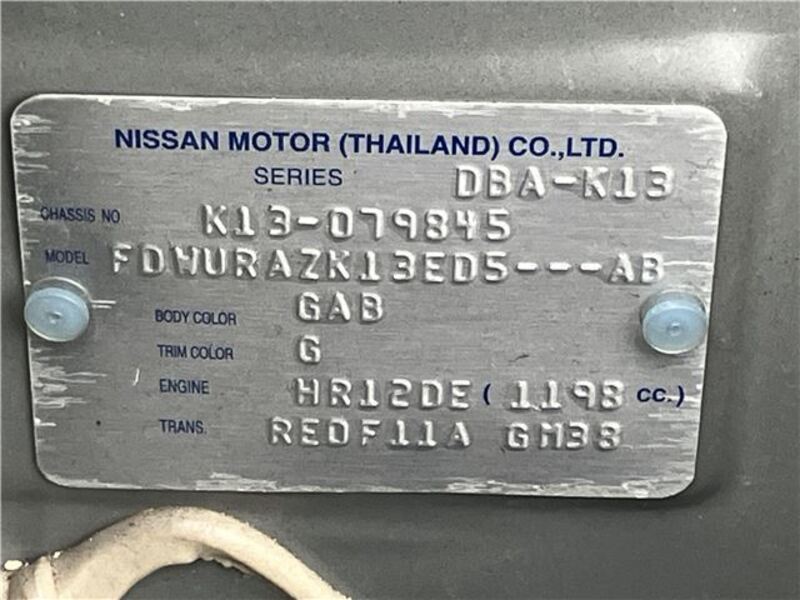 NISSAN MOTOR (THAILAND) CO.,LTD.
SERIES DBA-K13
CHASSIS NO. K13-079845
MODEL FDWURAZK13ED5---AB
BODY COLOR GAB
TRIM COLOR G
ENGINE HR12DE ( 1198 cc.)
TRANS. RE0F11A GM38